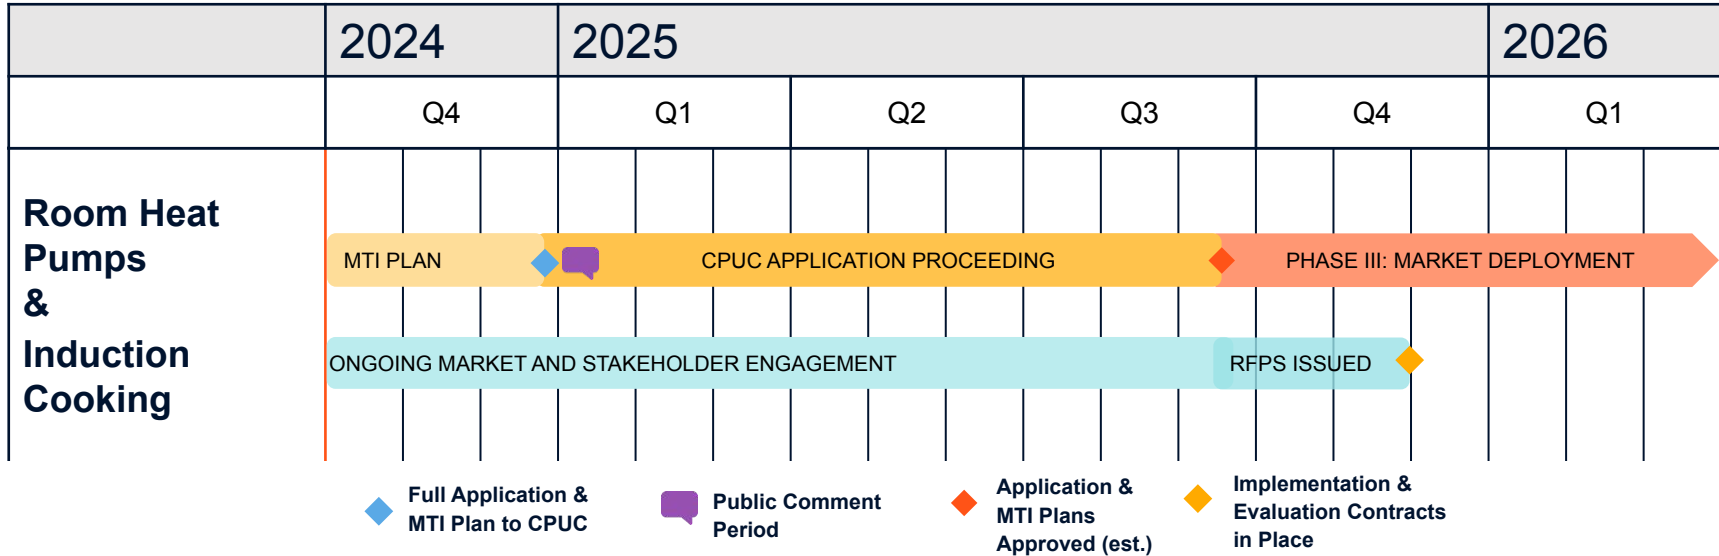 2024
2025
2026
Q4
Q1
Q2
Q3
Q4
Q1
Room Heat
Pumps
&
Induction
Cooking
MTI PLAN
CPUC APPLICATION PROCEEDING
PHASE III: MARKET DEPLOYMENT
ONGOING MARKET AND STAKEHOLDER ENGAGEMENT
RFPS ISSUED
Full Application &
MTI Plan to CPUC
Public Comment
Period
Application &
MTI Plans
Approved (est.)
Implementation &
Evaluation Contracts
in Place